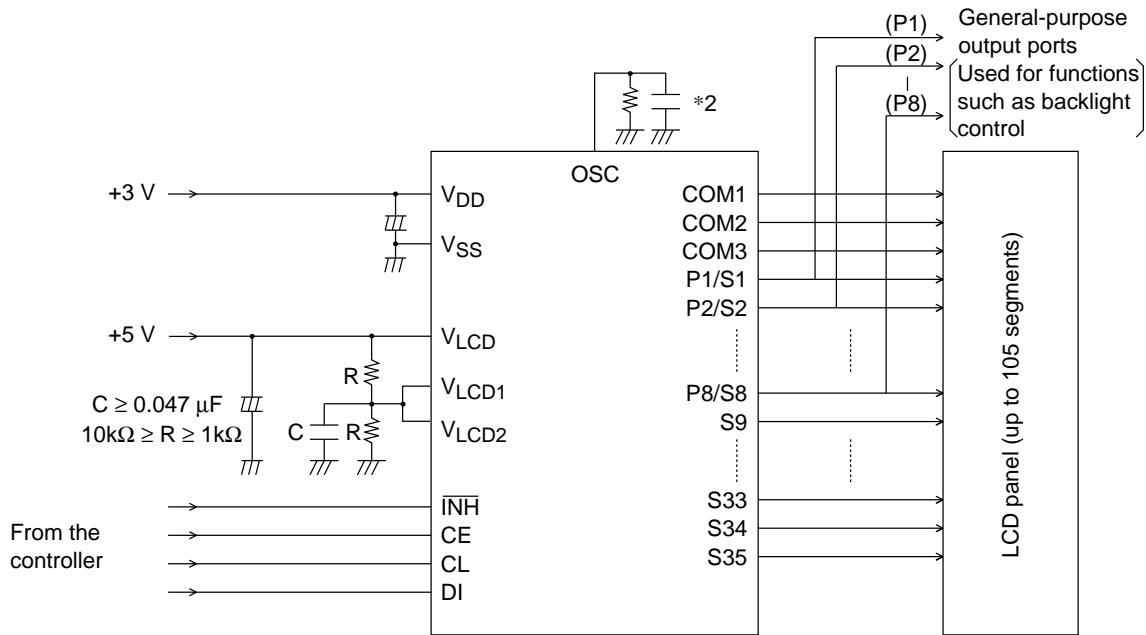 (P1)
General-purpose
output ports
(P2)
Used for functions
such as backlight
control
(P8)
*2
OSC
+3 V
VDD
VSS
+5 V
VLCD
R
VLCD1
C ≥ 0.047 μF
10kΩ ≥ R ≥ 1kΩ
C
R
VLCD2
From the
controller
INH
CE
CL
DI
COM1
COM2
COM3
P1/S1
P2/S2
P8/S8
S9
S33
S34
S35
LCD panel (up to 105 segments)